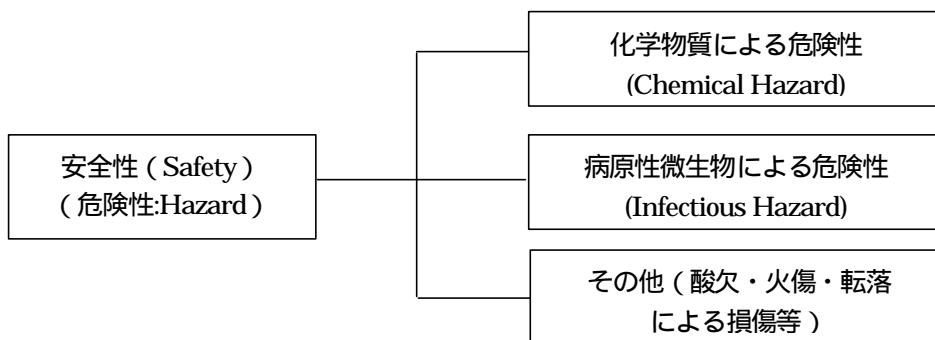 安全性（Safety）
（危険性:Hazard）
化学物質による危険性
(Chemical Hazard)
病原性微生物による危険性
(Infectious Hazard)
その他（酸欠・火傷・転落
による損傷等）